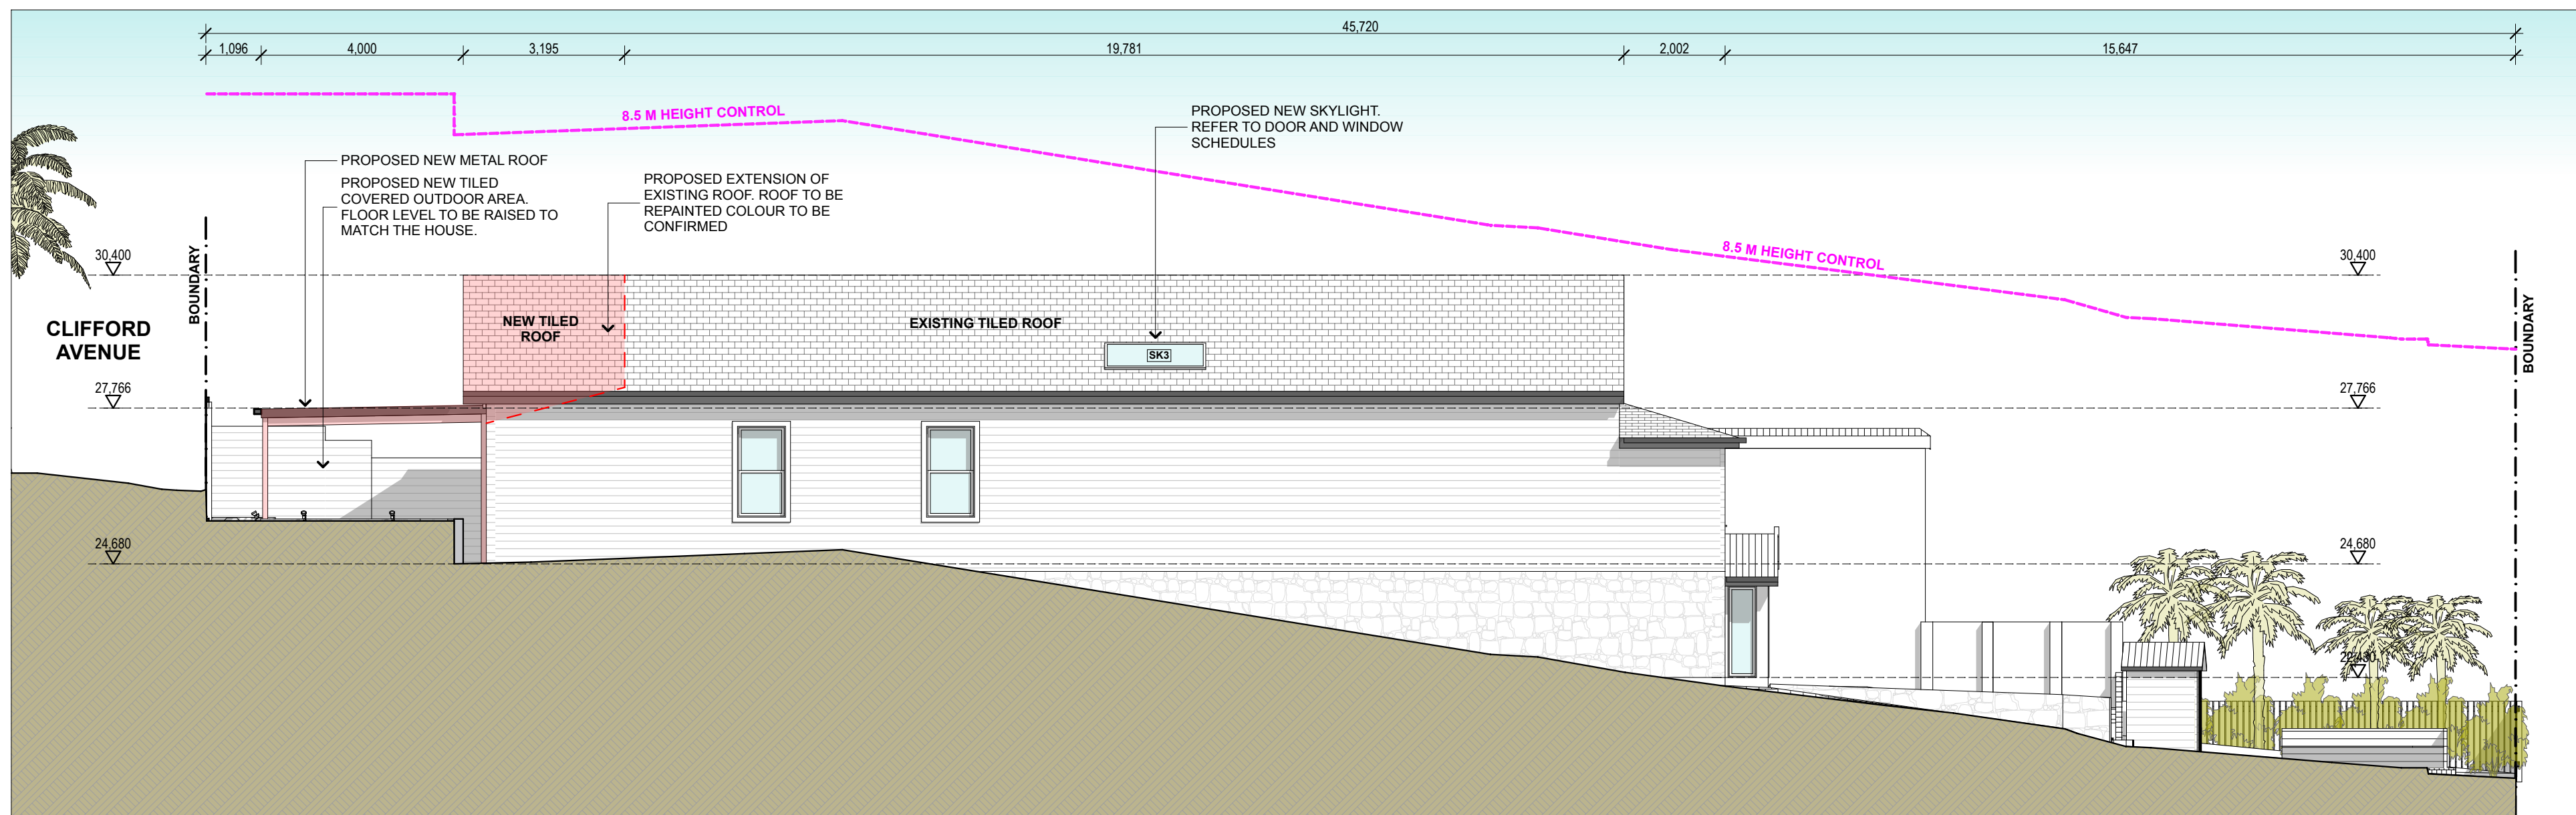 45,720
1,096
4,000
3,195
19,781
2,002
15,647
8.5 M HEIGHT CONTROL
PROPOSED NEW SKYLIGHT.
REFER TO DOOR AND WINDOW
SCHEDULES
PROPOSED NEW METAL ROOF
PROPOSED NEW TILED
COVERED OUTDOOR AREA.
FLOOR LEVEL TO BE RAISED TO
MATCH THE HOUSE.
PROPOSED EXTENSION OF
EXISTING ROOF. ROOF TO BE
REPAINTED COLOUR TO BE
CONFIRMED
8.5 M HEIGHT CONTROL
30,400
30,400
BOUNDARY
BOUNDARY
CLIFFORD
AVENUE
NEW TILED
ROOF
EXISTING TILED ROOF
SK3
27,766
27,766
24,680
24,680
22,430